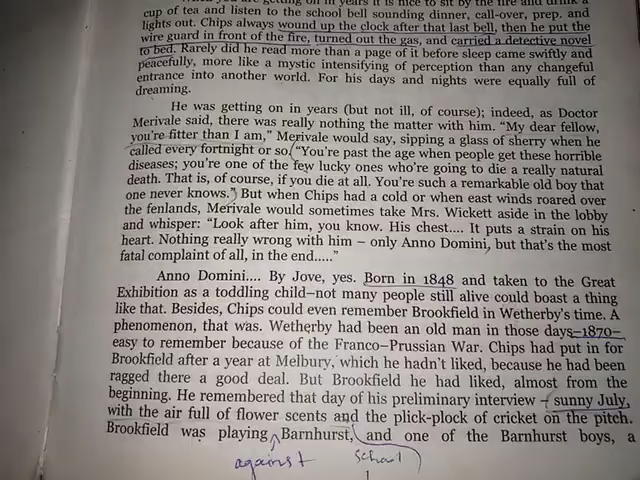 When you are getting on in years it is nice to sit by the fire and drink a
cup of tea and listen to the school bell sounding dinner, call-over, prep. and
lights out. Chips always wound up the clock after that last bell, then he put the
wire guard in front of the fire, turned out the gas, and carried a detective novel
to bed. Rarely did he read more than a page of it before sleep came swiftly and
peacefully, more like a mystic intensifying of perception than any changeful
entrance into another world. For his days and nights were equally full of
dreaming.
He was getting on in years (but not ill, of course); indeed, as Doctor
Merivale said, there was really nothing the matter with him. "My dear fellow,
you're fitter than I am," Merivale would say, sipping a glass of sherry when he
called every fortnight or so. "You're past the age when people get these horrible
diseases; you're one of the few lucky ones who're going to die a really natural
death. That is, of course, if you die at all. You're such a remarkable old boy that
one never knows." But when Chips had a cold or when east winds roared over
the fenlands, Merivale would sometimes take Mrs. Wickett aside in the lobby
and whisper: "Look after him, you know. His chest.... It puts a strain on his
heart. Nothing really wrong with him – only Anno Domini, but that's the most
fatal complaint of all, in the end....."
Anno Domini.... By Jove, yes. Born in 1848 and taken to the Great
Exhibition as a toddling child–not many people still alive could boast a thing
like that. Besides, Chips could even remember Brookfield in Wetherby's time. A
phenomenon, that was. Wetherby had been an old man in those days–1870–
easy to remember because of the Franco–Prussian War. Chips had put in for
Brookfield after a year at Melbury, which he hadn't liked, because he had been
ragged there a good deal. But Brookfield he had liked, almost from the
beginning. He remembered that day of his preliminary interview – sunny July,
with the air full of flower scents and the plick-plock of cricket on the pitch.
Brookfield was playing Barnhurst, and one of the Barnhurst boys, a
against school